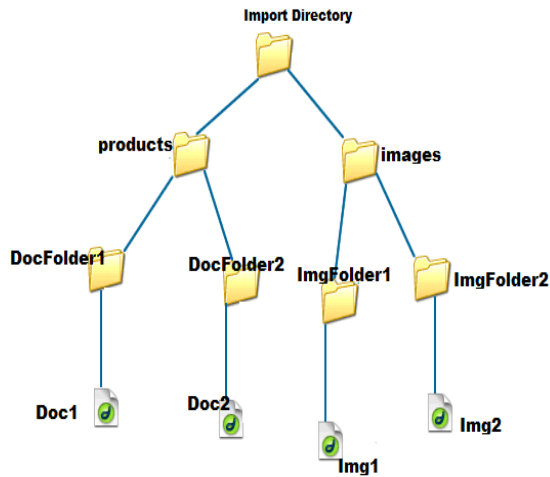 Import Directory
products
images
DocFolder1
DocFolder2
ImgFolder1
ImgFolder2
Doc1
Doc2
Img1
Img2